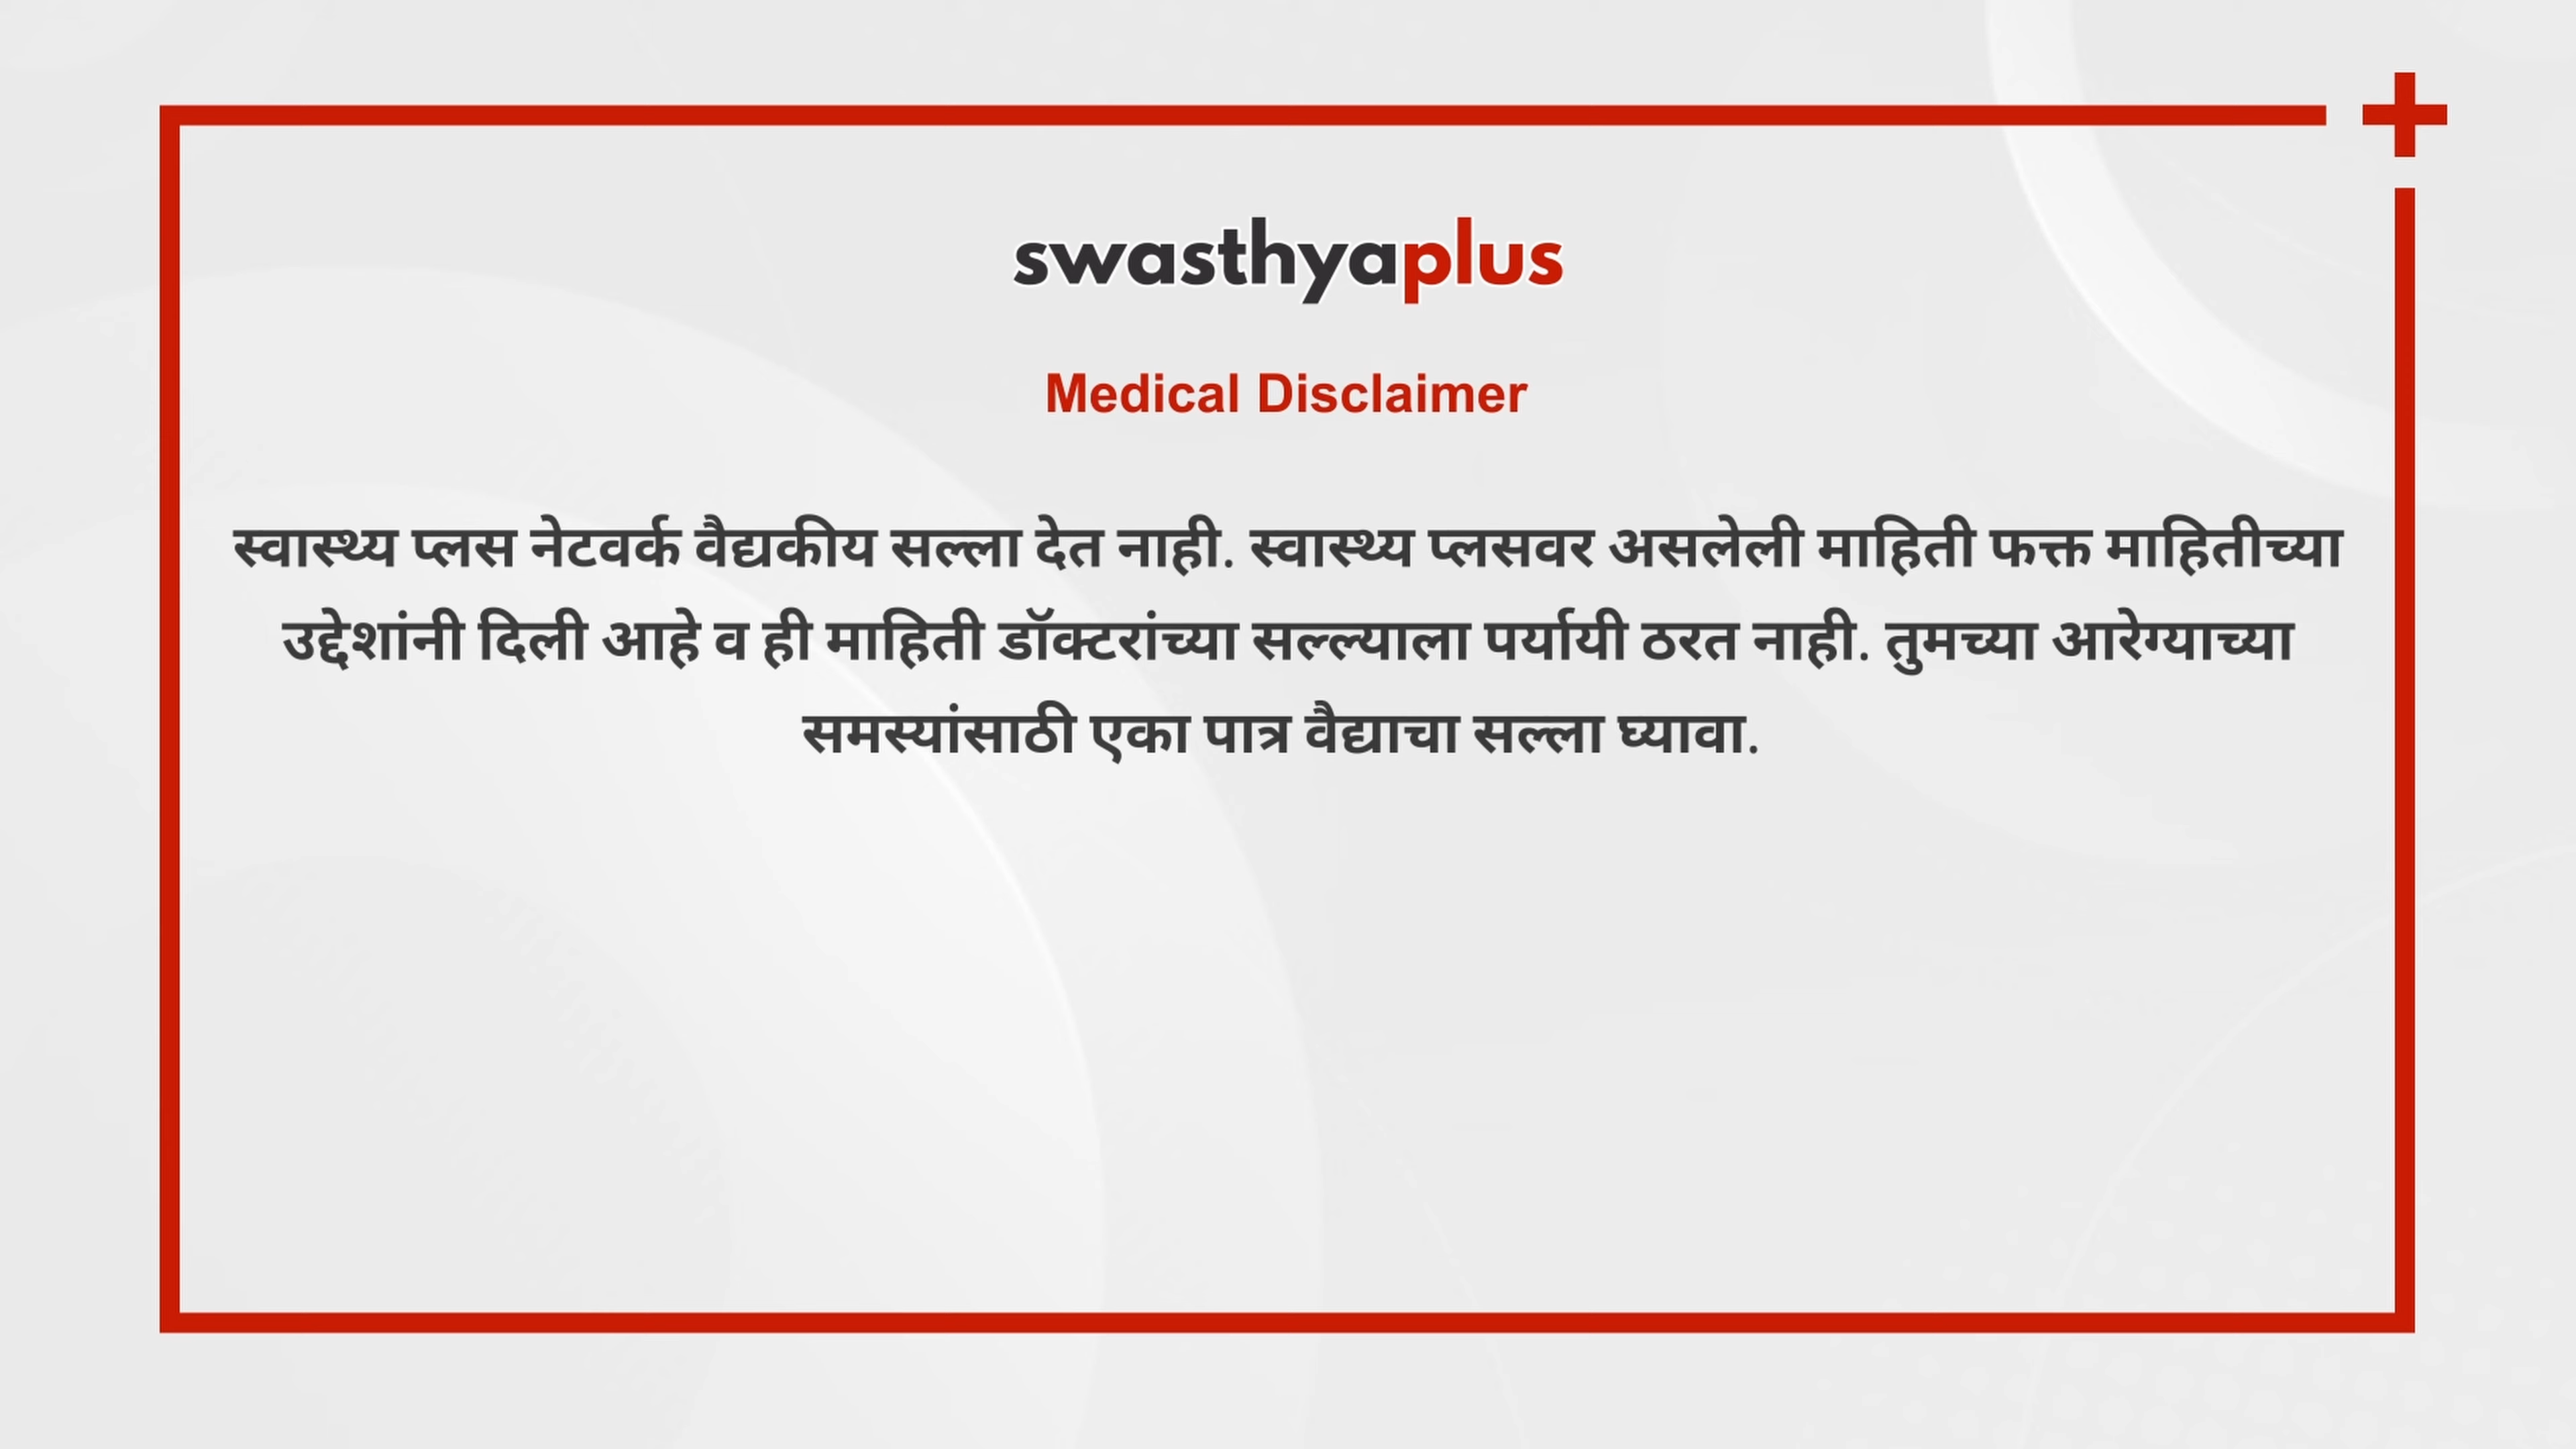 swasthyaplus
Medical Disclaimer
स्वास्थ्य प्लस नेटवर्क वैद्यकीय सल्ला देत नाही. स्वास्थ्य प्लसवर असलेली माहिती फक्त माहितीच्या
उद्देशांनी दिली आहे व ही माहिती डॉक्टरांच्या सल्ल्याला पर्यायी ठरत नाही. तुमच्या आरेग्याच्या
समस्यांसाठी एका पात्र वैद्याचा सल्ला घ्यावा.